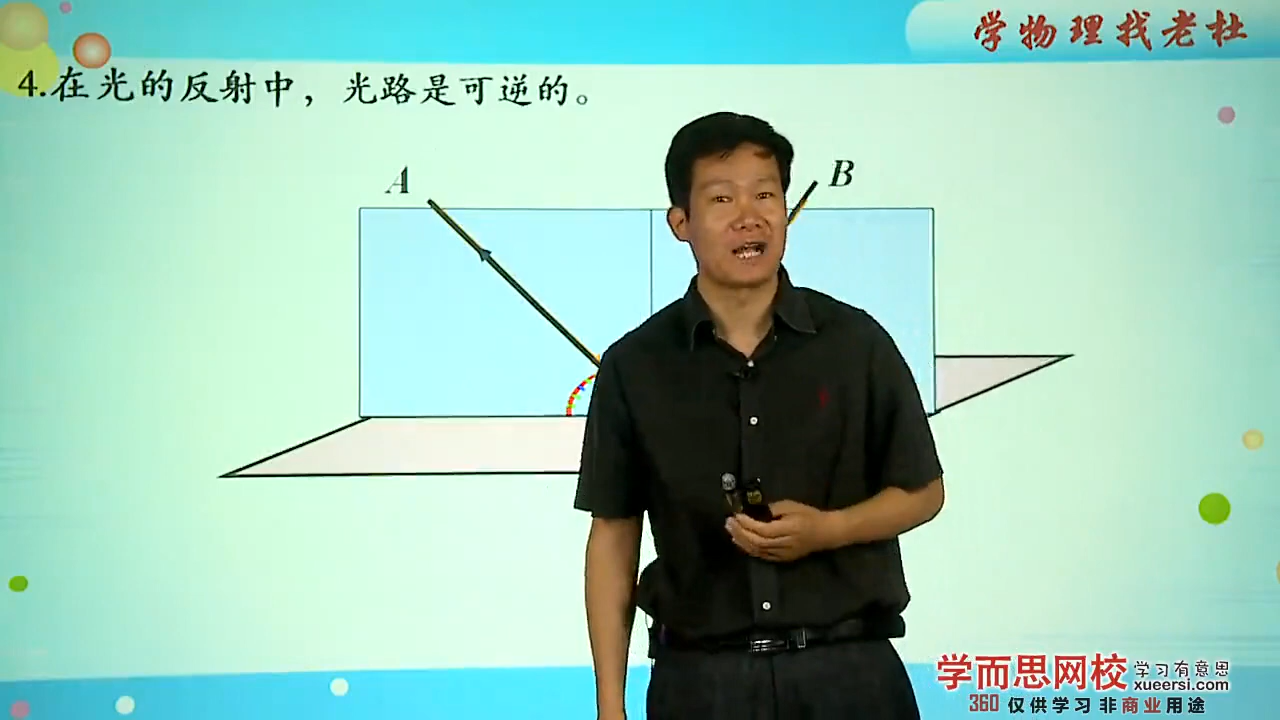 学物理找老杜
4.在光的反射中，光路是可逆的。
A
B
学而思网校 学习有意思
xueersi.com
360 仅供学习 非商业用途